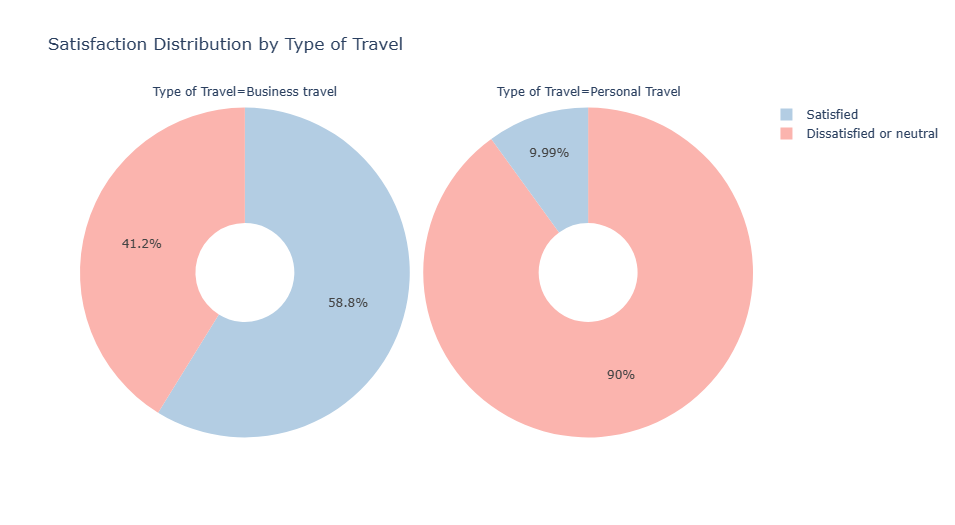 Satisfaction Distribution by Type of Travel
Type of Travel=Business travel
Type of Travel=Personal Travel
Satisfied
Dissatisfied or neutral
41.2%
58.8%
9.99%
90%